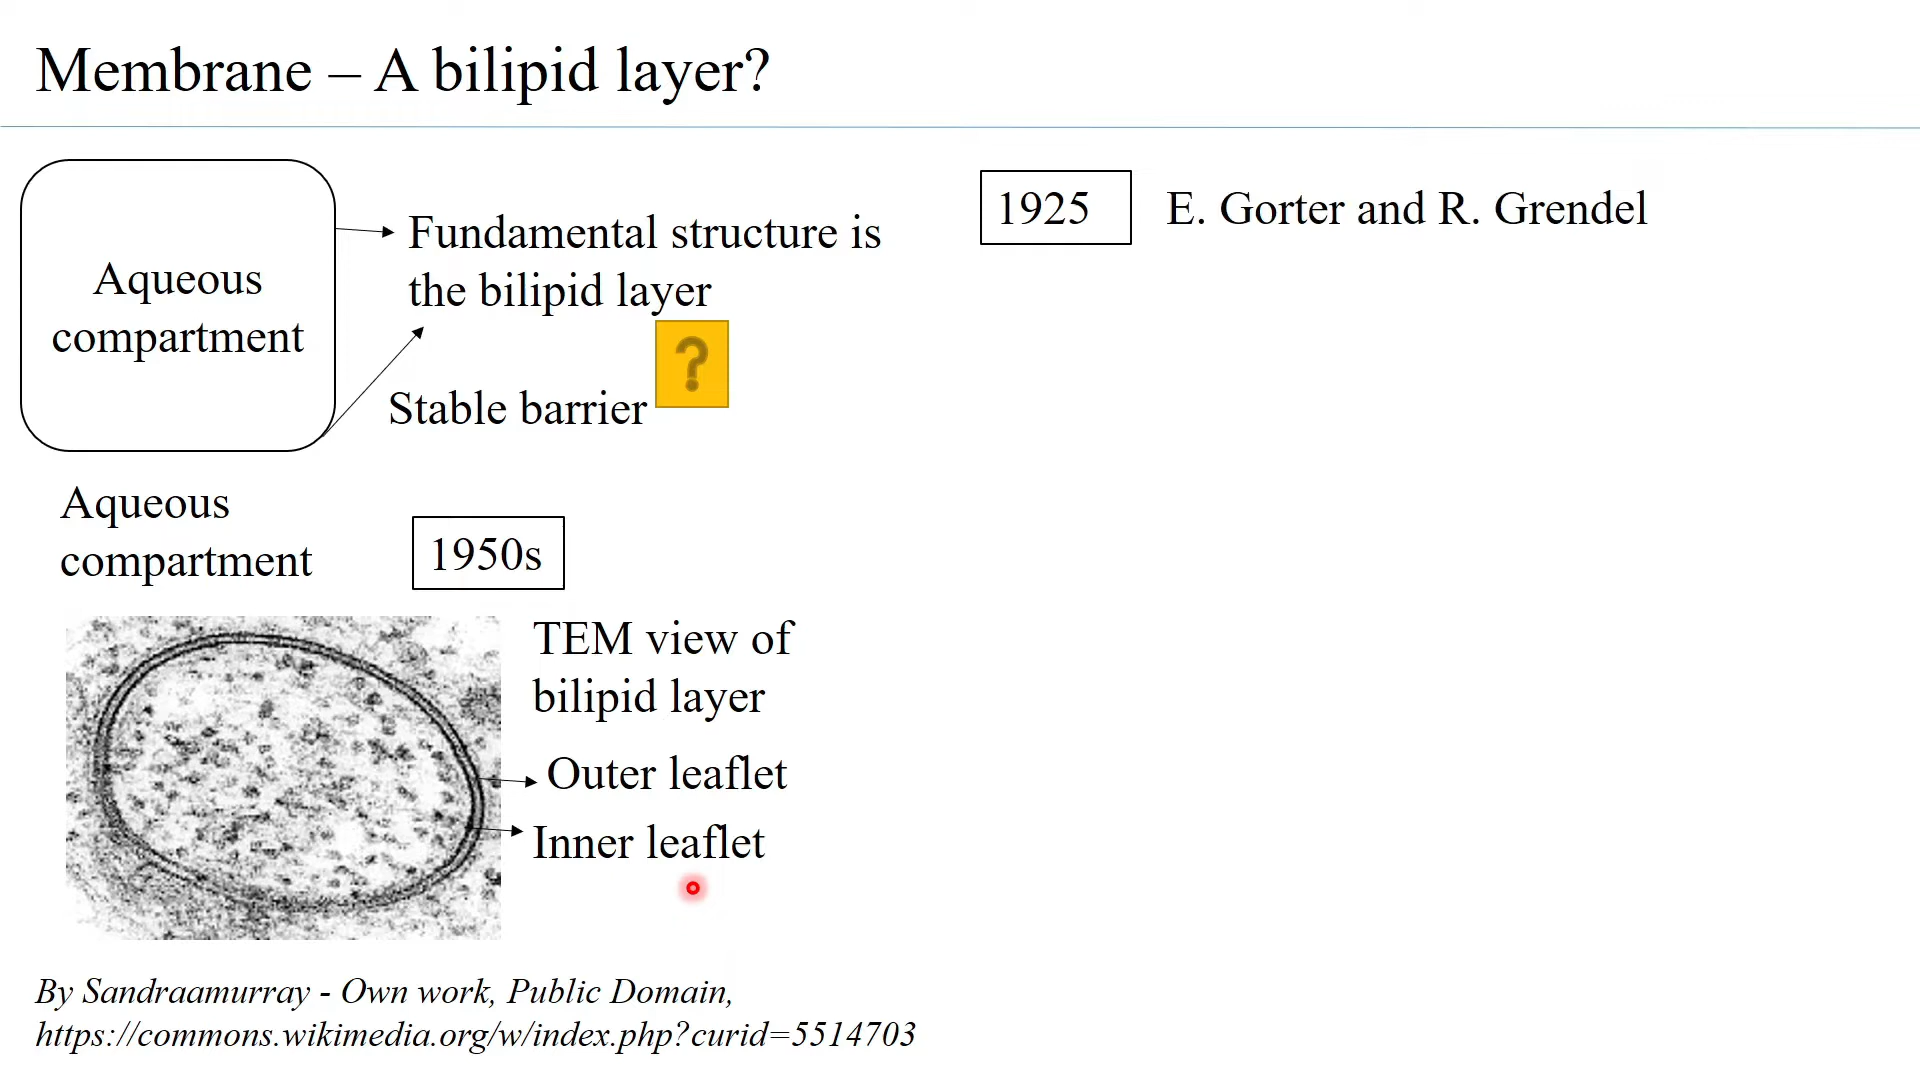 Membrane – A bilipid layer?
Aqueous
compartment
Fundamental structure is
the bilipid layer
?
Stable barrier
Aqueous
compartment
1950s
TEM view of
bilipid layer
Outer leaflet
Inner leaflet
By Sandraamurray - Own work, Public Domain,
https://commons.wikimedia.org/w/index.php?curid=5514703
1925
E. Gorter and R. Grendel